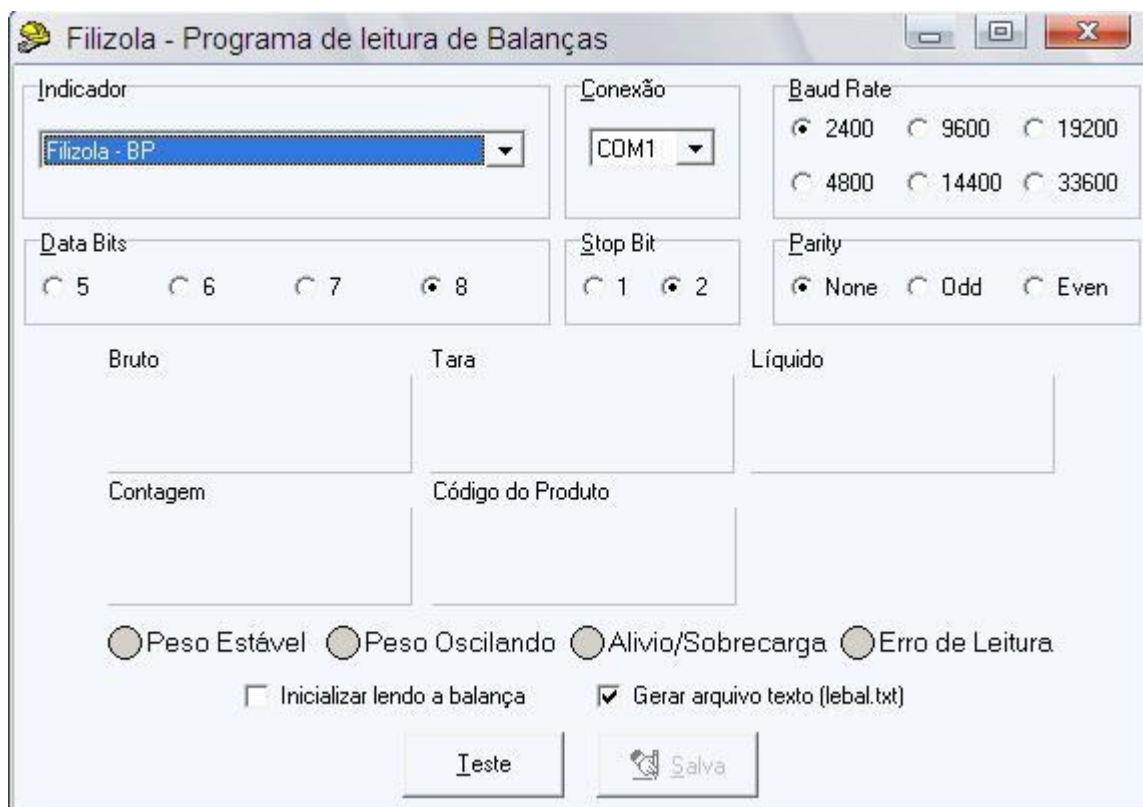 Filizola - Programa de leitura de Balanças
Indicador
Conexão
Baud Rate
Filizola - BP
COM1
2400
9600
19200
4800
14400
33600
Data Bits
Stop Bit
Parity
5
6
7
8
1
2
None
Odd
Even
Bruto
Tara
Líquido
Contagem
Código do Produto
Peso Estável
Peso Oscilando
Alivio/Sobrecarga
Erro de Leitura
Inicializar lendo a balança
Gerar arquivo texto (lebal.txt)
Teste
Salva